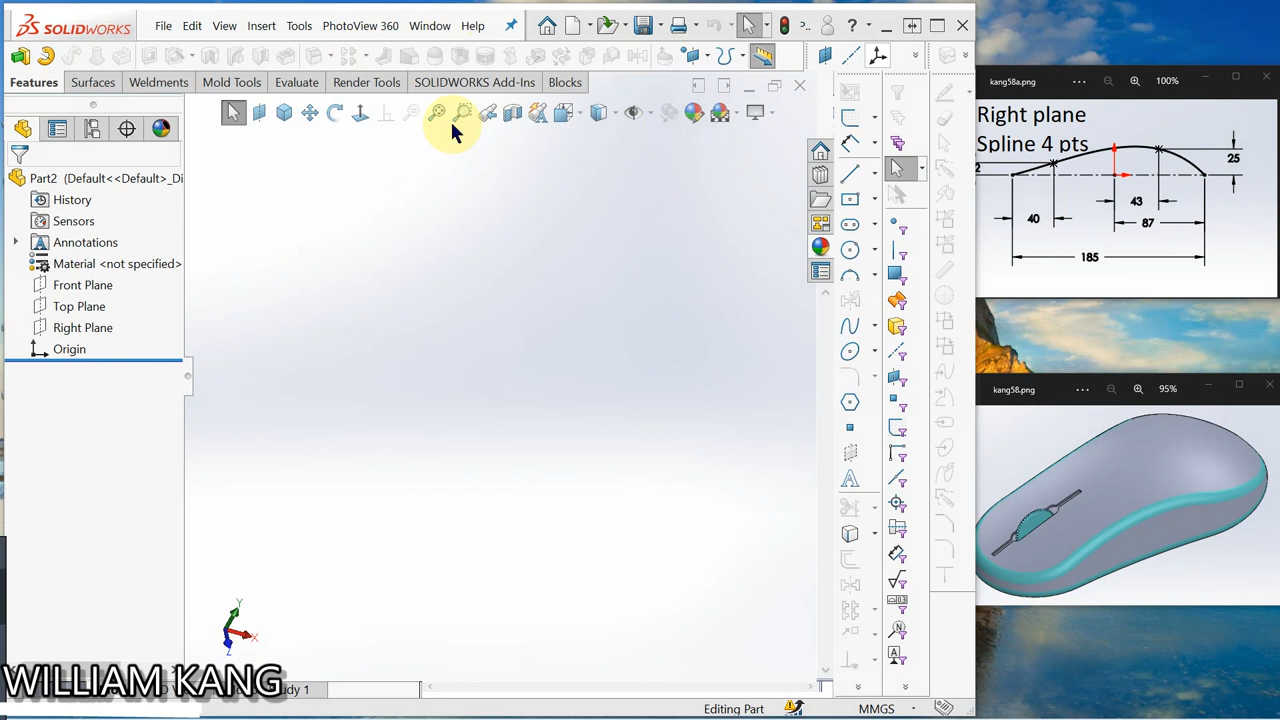 SOLIDWORKS File Edit View Insert Tools PhotoView 360 Window Help
Features Surfaces Weldments Mold Tools Evaluate Render Tools SOLIDWORKS Add-Ins Blocks
Part2 (Default<<Default>_Di
History
Sensors
Annotations
Material <not specified>
Front Plane
Top Plane
Right Plane
Origin
Y
X
Z
WILLIAM KANG
udy 1
Editing Part MMGS
kang58a.png 100%
Right plane
Spline 4 pts
2
25
43
40
87
185
kang58.png 95%